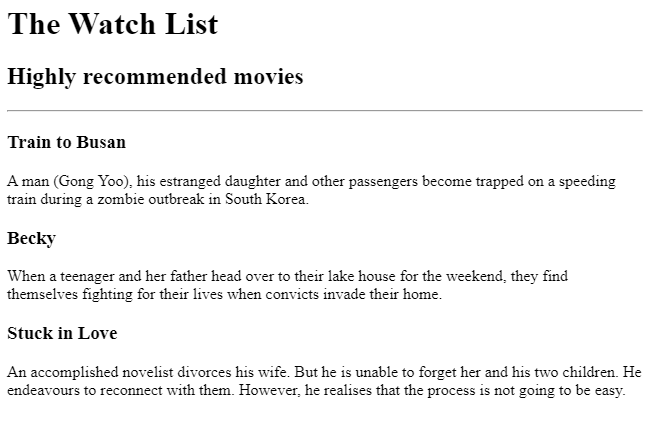 The Watch List
Highly recommended movies
Train to Busan
A man (Gong Yoo), his estranged daughter and other passengers become trapped on a speeding
train during a zombie outbreak in South Korea.
Becky
When a teenager and her father head over to their lake house for the weekend, they find
themselves fighting for their lives when convicts invade their home.
Stuck in Love
An accomplished novelist divorces his wife. But he is unable to forget her and his two children. He
endeavours to reconnect with them. However, he realises that the process is not going to be easy.